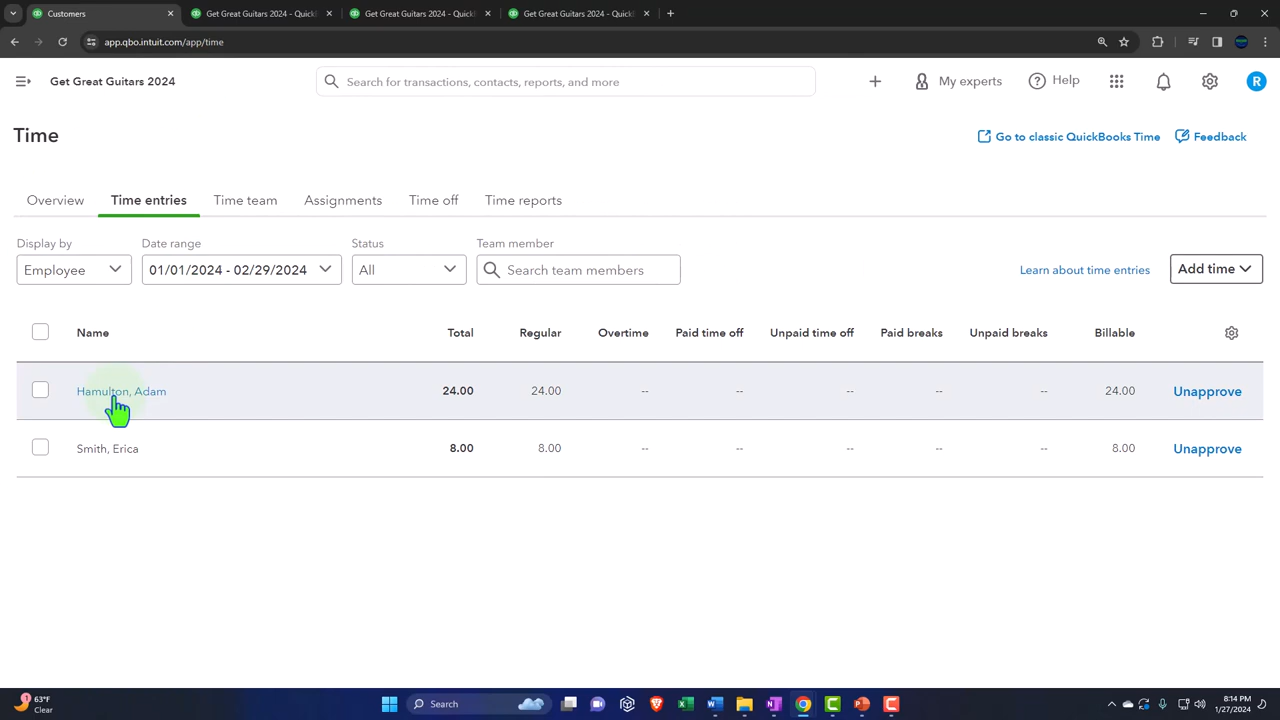 Customers
Get Great Guitars 2024 – Quick
Get Great Guitars 2024 – Quick
Get Great Guitars 2024 – Quick
app.qbo.intuit.com/app/time
Get Great Guitars 2024
Search for transactions, contacts, reports, and more
My experts
Help
R
Time
Go to classic QuickBooks Time
Feedback
Overview
Time entries
Time team
Assignments
Time off
Time reports
Display by
Date range
Status
Team member
Employee
01/01/2024 - 02/29/2024
All
Search team members
Learn about time entries
Add time
Name Total Regular Overtime Paid time off Unpaid time off Paid breaks Unpaid breaks Billable
Hamulton, Adam 24.00 24.00 -- -- -- -- -- 24.00 Unapprove
Smith, Erica 8.00 8.00 -- -- -- -- -- 8.00 Unapprove
1
63°F
Clear
Search
8:14 PM
1/27/2024